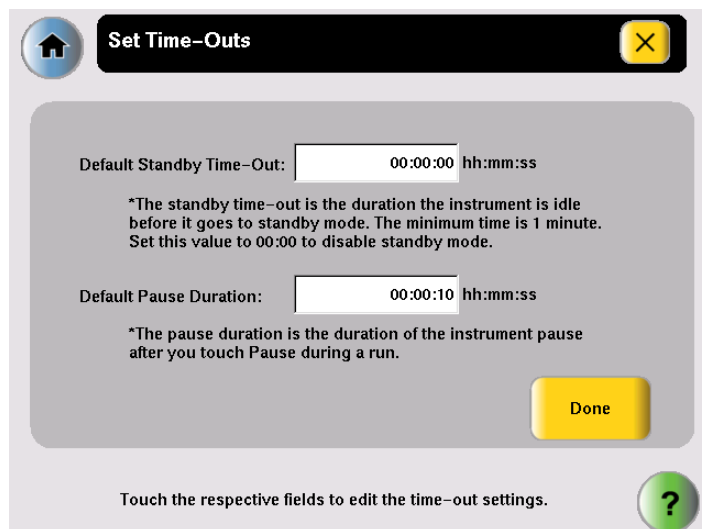 Set Time-Outs
Default Standby Time-Out: 00:00:00 hh:mm:ss
*The standby time-out is the duration the instrument is idle
before it goes to standby mode. The minimum time is 1 minute.
Set this value to 00:00 to disable standby mode.
Default Pause Duration: 00:00:10 hh:mm:ss
*The pause duration is the duration of the instrument pause
after you touch Pause during a run.
Done
Touch the respective fields to edit the time-out settings.
?